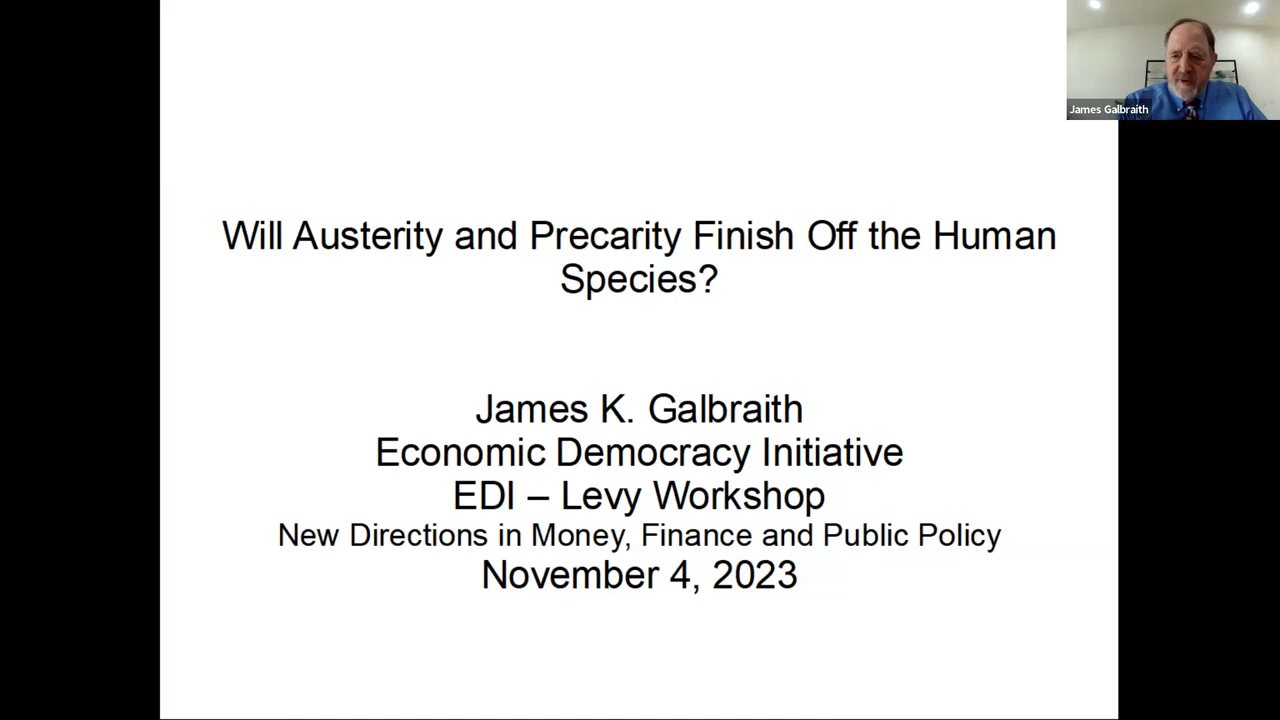 James Galbraith
Will Austerity and Precarity Finish Off the Human
Species?
James K. Galbraith
Economic Democracy Initiative
EDI – Levy Workshop
New Directions in Money, Finance and Public Policy
November 4, 2023